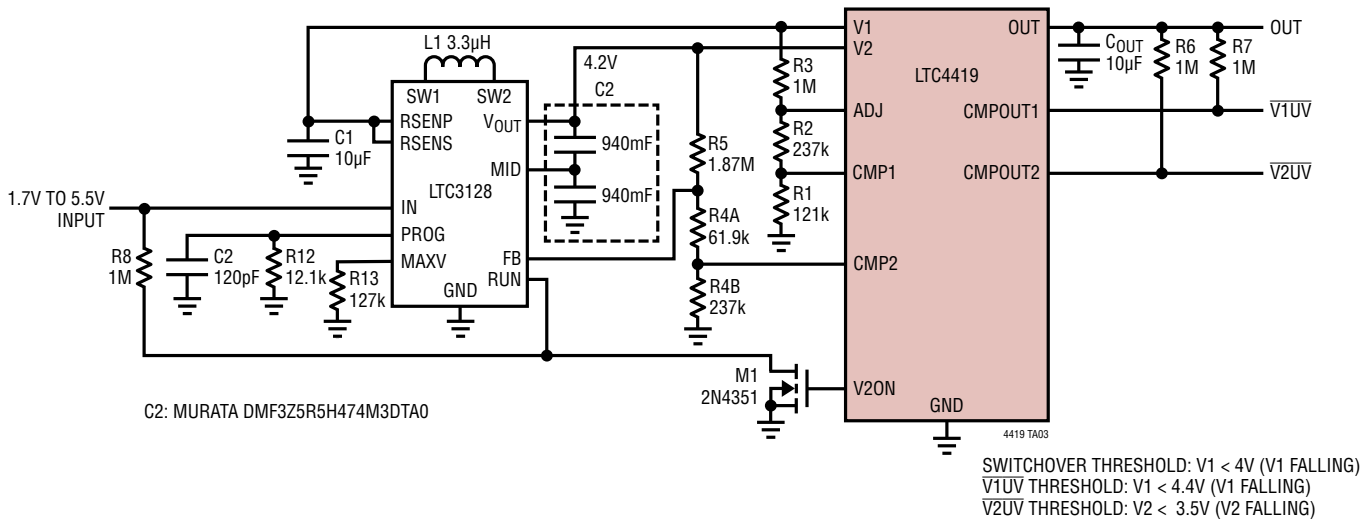 L1 3.3µH
SW1
SW2
RSENP
RSENS
VOUT
MID
LTC3128
IN
PROG
MAXV
FB
RUN
GND
C1
10µF
1.7V TO 5.5V
INPUT
R8
1M
C2
120pF
R12
12.1k
R13
127k
4.2V
C2
940mF
940mF
R5
1.87M
R4A
61.9k
R4B
237k
R3
1M
R2
237k
R1
121k
M1
2N4351
V1
V2
ADJ
CMP1
CMP2
V2ON
LTC4419
OUT
CMPOUT1
CMPOUT2
GND
COUT
10µF
R6
1M
R7
1M
OUT
V1UV
V2UV
C2: MURATA DMF3Z5R5H474M3DTA0
4419 TA03
SWITCHOVER THRESHOLD: V1 < 4V (V1 FALLING)
V1UV THRESHOLD: V1 < 4.4V (V1 FALLING)
V2UV THRESHOLD: V2 < 3.5V (V2 FALLING)